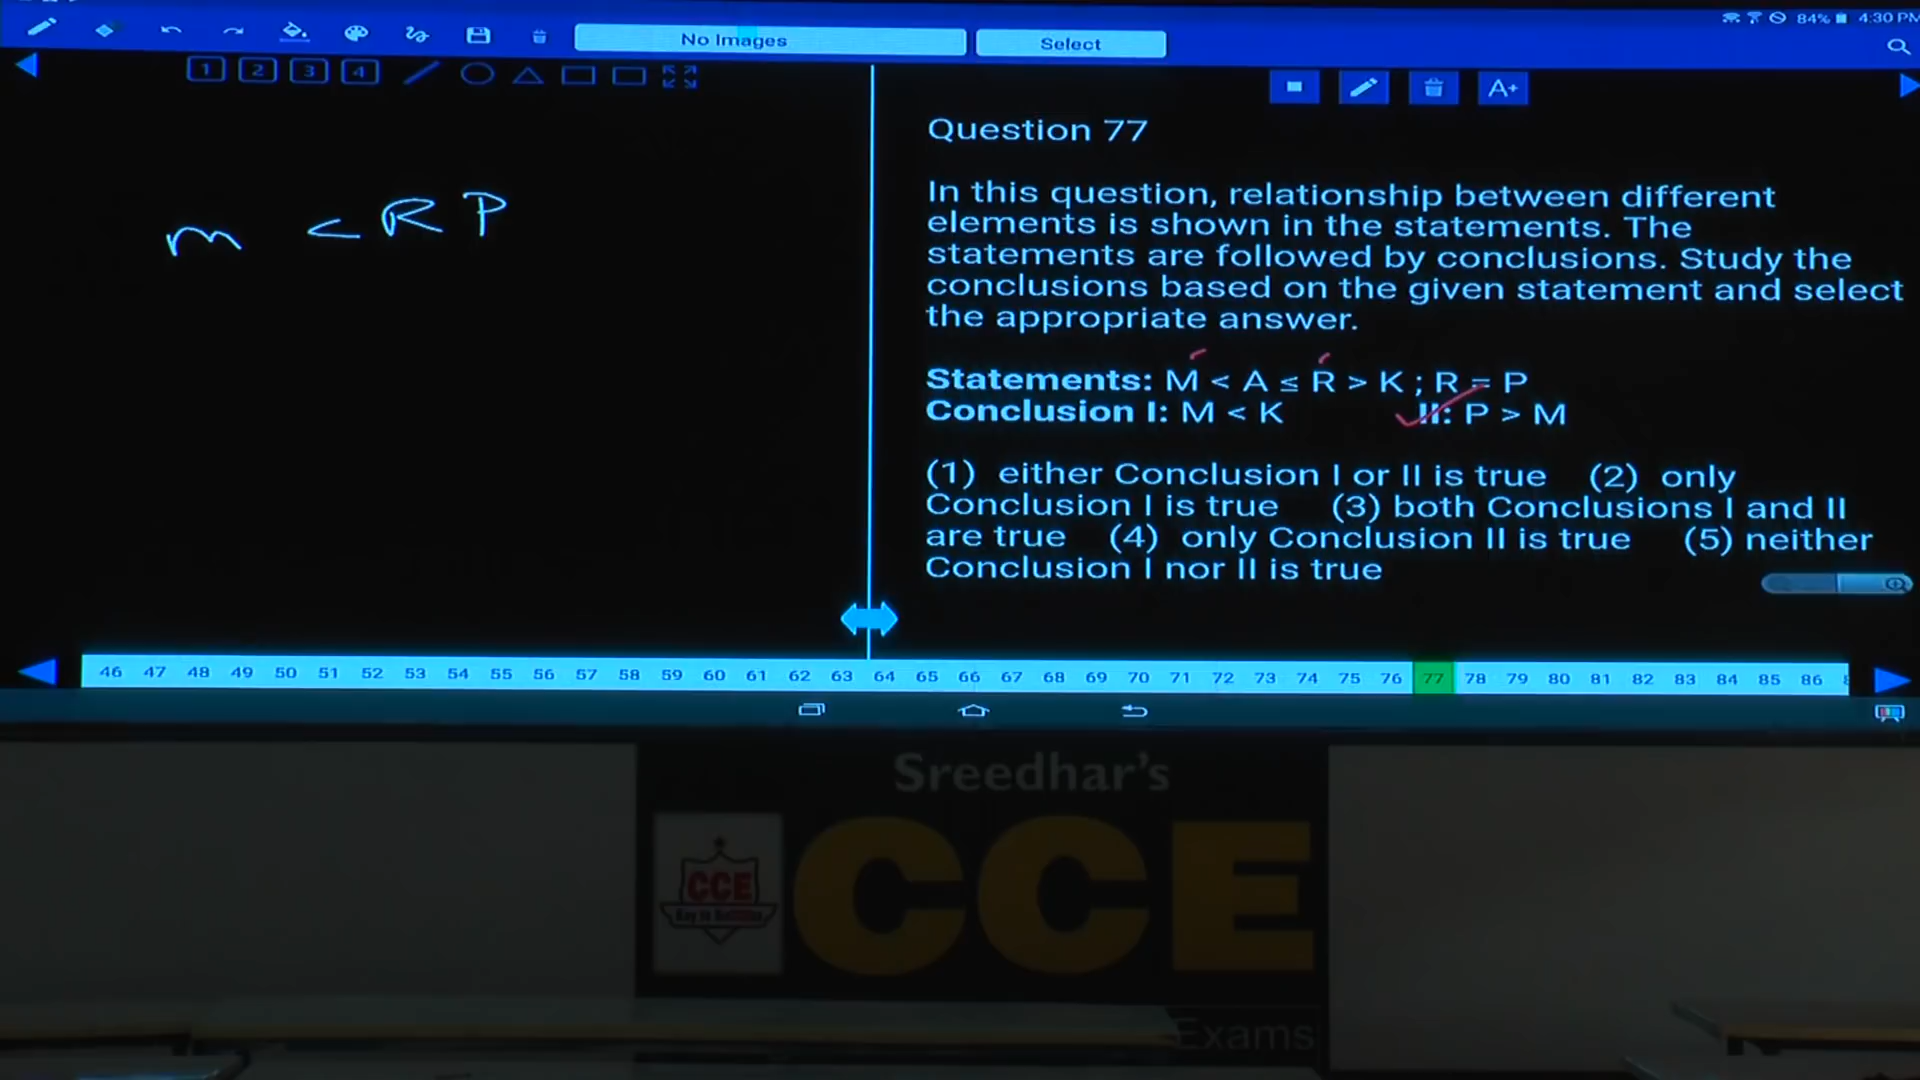 84% 4:30 PM
No Images
Select
1 2 3 4
A+
m < R P
Question 77
In this question, relationship between different
elements is shown in the statements. The
statements are followed by conclusions. Study the
conclusions based on the given statement and select
the appropriate answer.
Statements: M < A ≤ R > K ; R = P
Conclusion I: M < K II: P > M
(1) either Conclusion I or II is true (2) only
Conclusion I is true (3) both Conclusions I and II
are true (4) only Conclusion II is true (5) neither
Conclusion I nor II is true
46 47 48 49 50 51 52 53 54 55 56 57 58 59 60 61 62 63 64 65 66 67 68 69 70 71 72 73 74 75 76 77 78 79 80 81 82 83 84 85 86
Sreedhar's
CCE
CCE
Exams